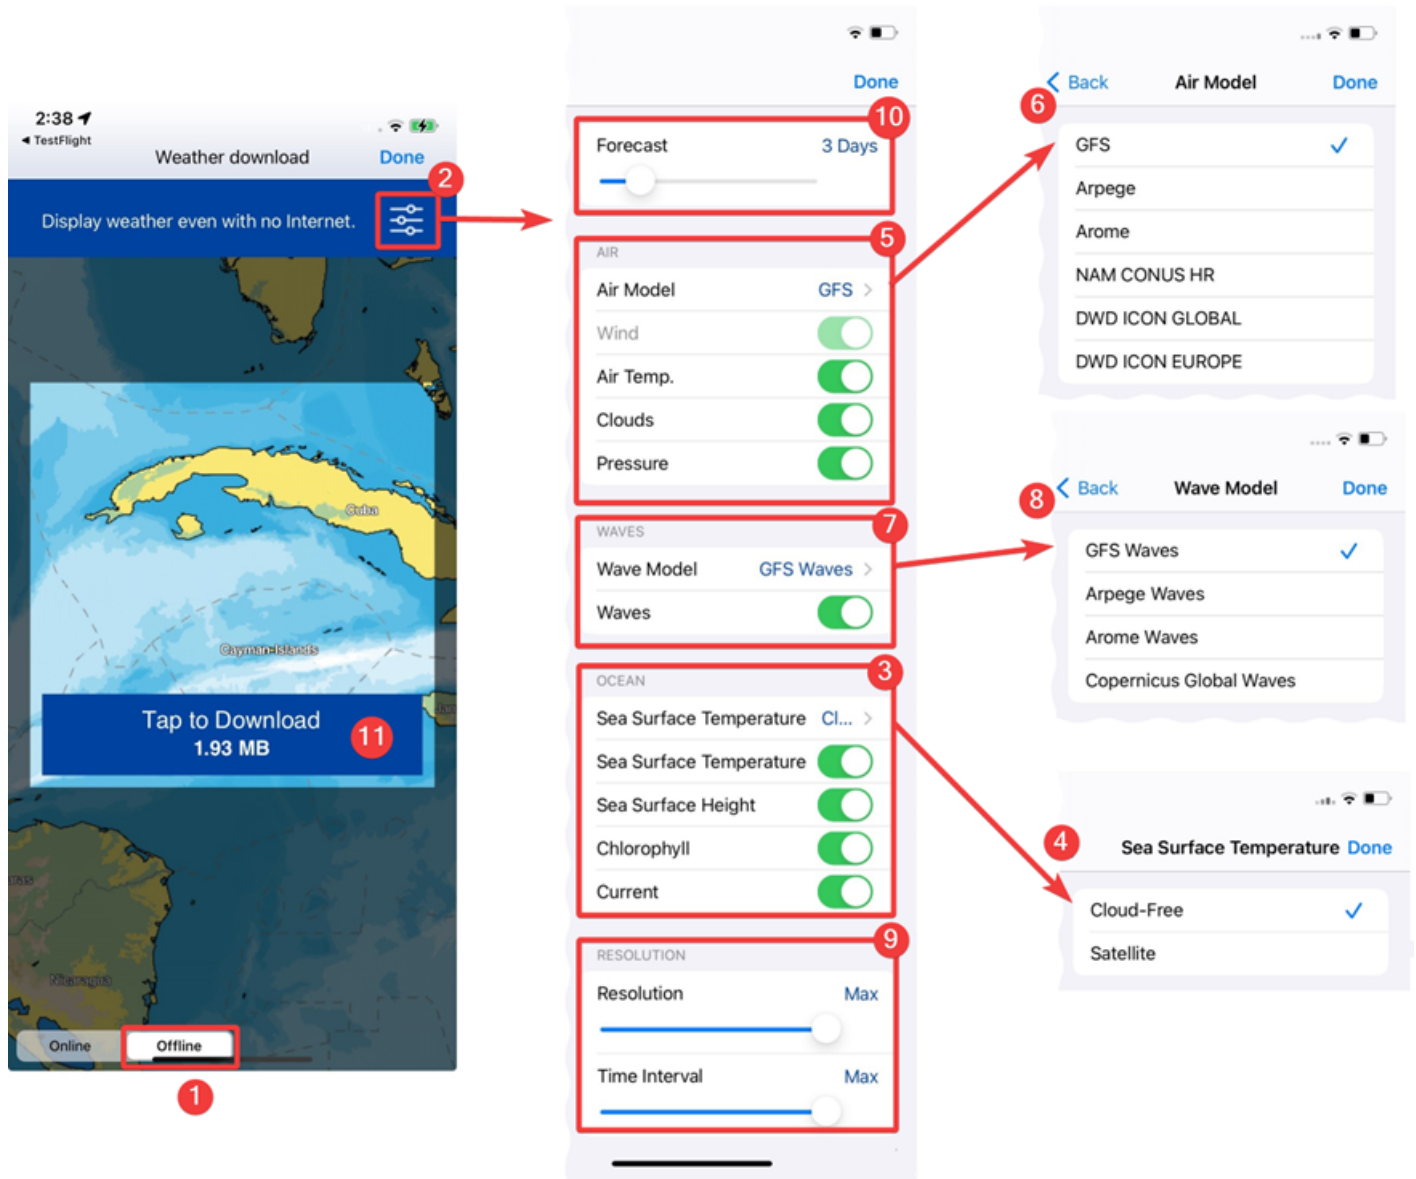 2:38
◀ TestFlight
Weather download
Done
2
Display weather even with no Internet.
Cuba
Cayman-Islands
Tap to Download
1.93 MB
11
Nicaragua
Online
Offline
1
Done
10
Forecast
3 Days
5
AIR
Air Model
GFS
Wind
Air Temp.
Clouds
Pressure
7
WAVES
Wave Model
GFS Waves
Waves
3
OCEAN
Sea Surface Temperature
Cl...
Sea Surface Temperature
Sea Surface Height
Chlorophyll
Current
9
RESOLUTION
Resolution
Max
Time Interval
Max
Back
Air Model
Done
6
GFS
Arpege
Arome
NAM CONUS HR
DWD ICON GLOBAL
DWD ICON EUROPE
Back
Wave Model
Done
8
GFS Waves
Arpege Waves
Arome Waves
Copernicus Global Waves
4
Sea Surface Temperature
Done
Cloud-Free
Satellite